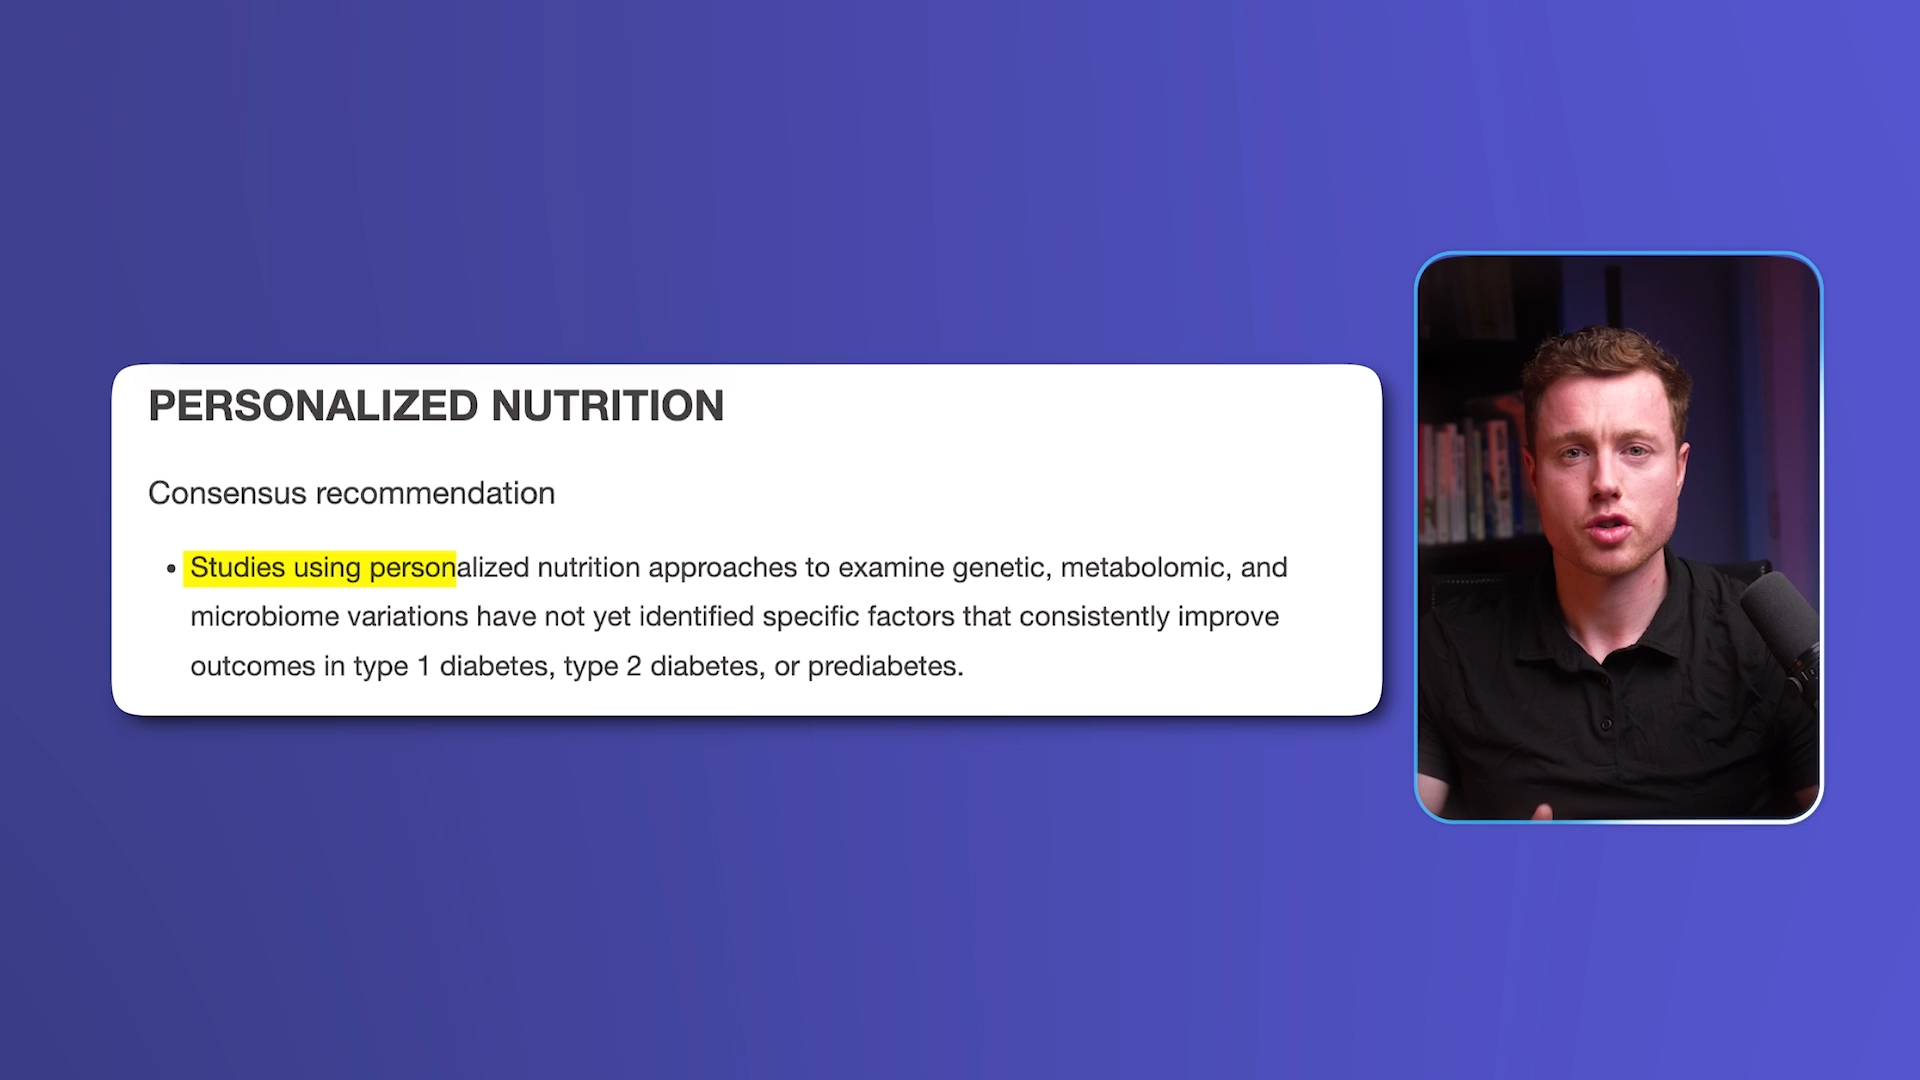 PERSONALIZED NUTRITION
Consensus recommendation
• Studies using personalized nutrition approaches to examine genetic, metabolomic, and
microbiome variations have not yet identified specific factors that consistently improve
outcomes in type 1 diabetes, type 2 diabetes, or prediabetes.